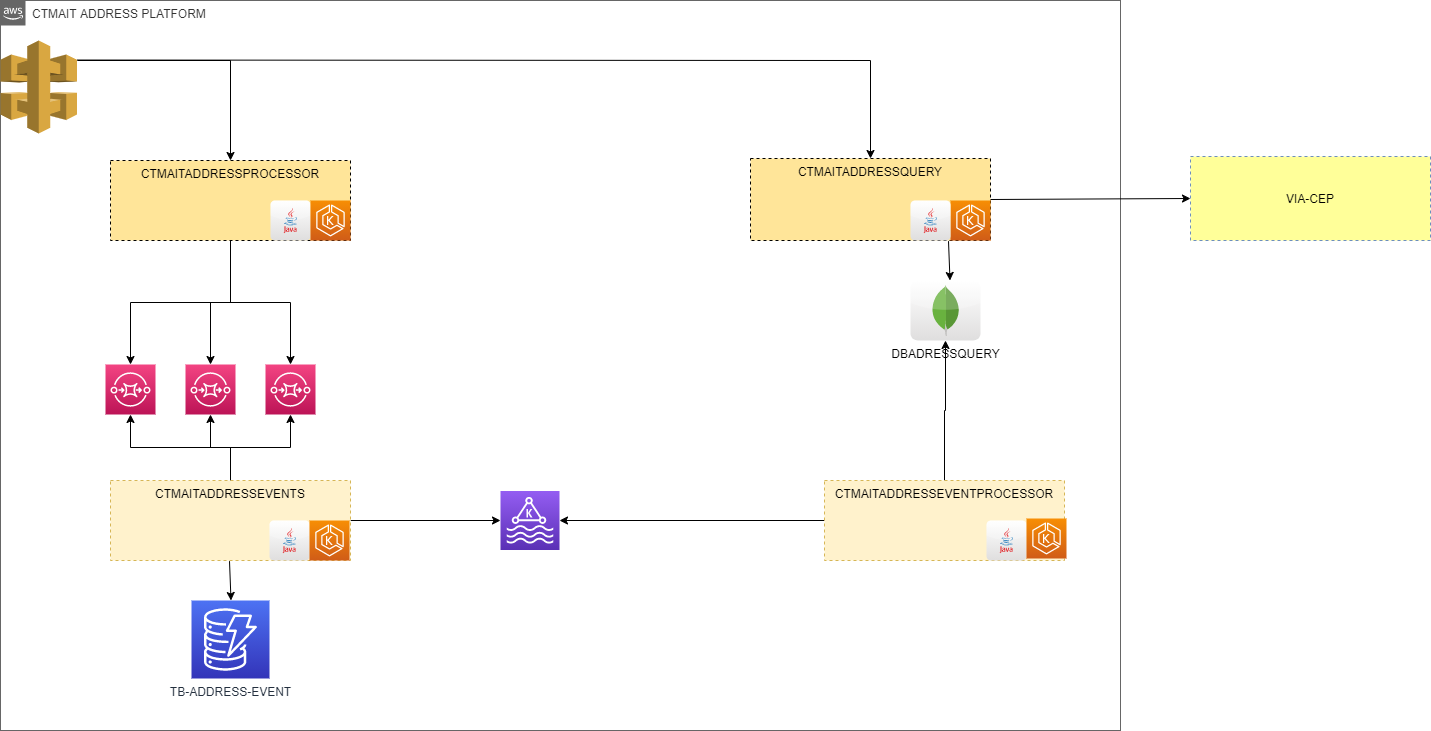 aws
CTMAIT ADDRESS PLATFORM
CTMAITADDRESSPROCESSOR
Java
K
CTMAITADDRESSQUERY
Java
K
VIA-CEP
DBADRESSQUERY
CTMAITADDRESSEVENTS
Java
K
K
CTMAITADDRESSEVENTPROCESSOR
Java
K
TB-ADDRESS-EVENT